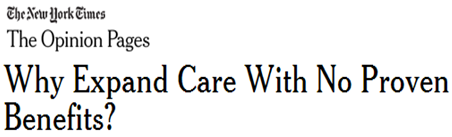 The New York Times
The Opinion Pages
Why Expand Care With No Proven
Benefits?